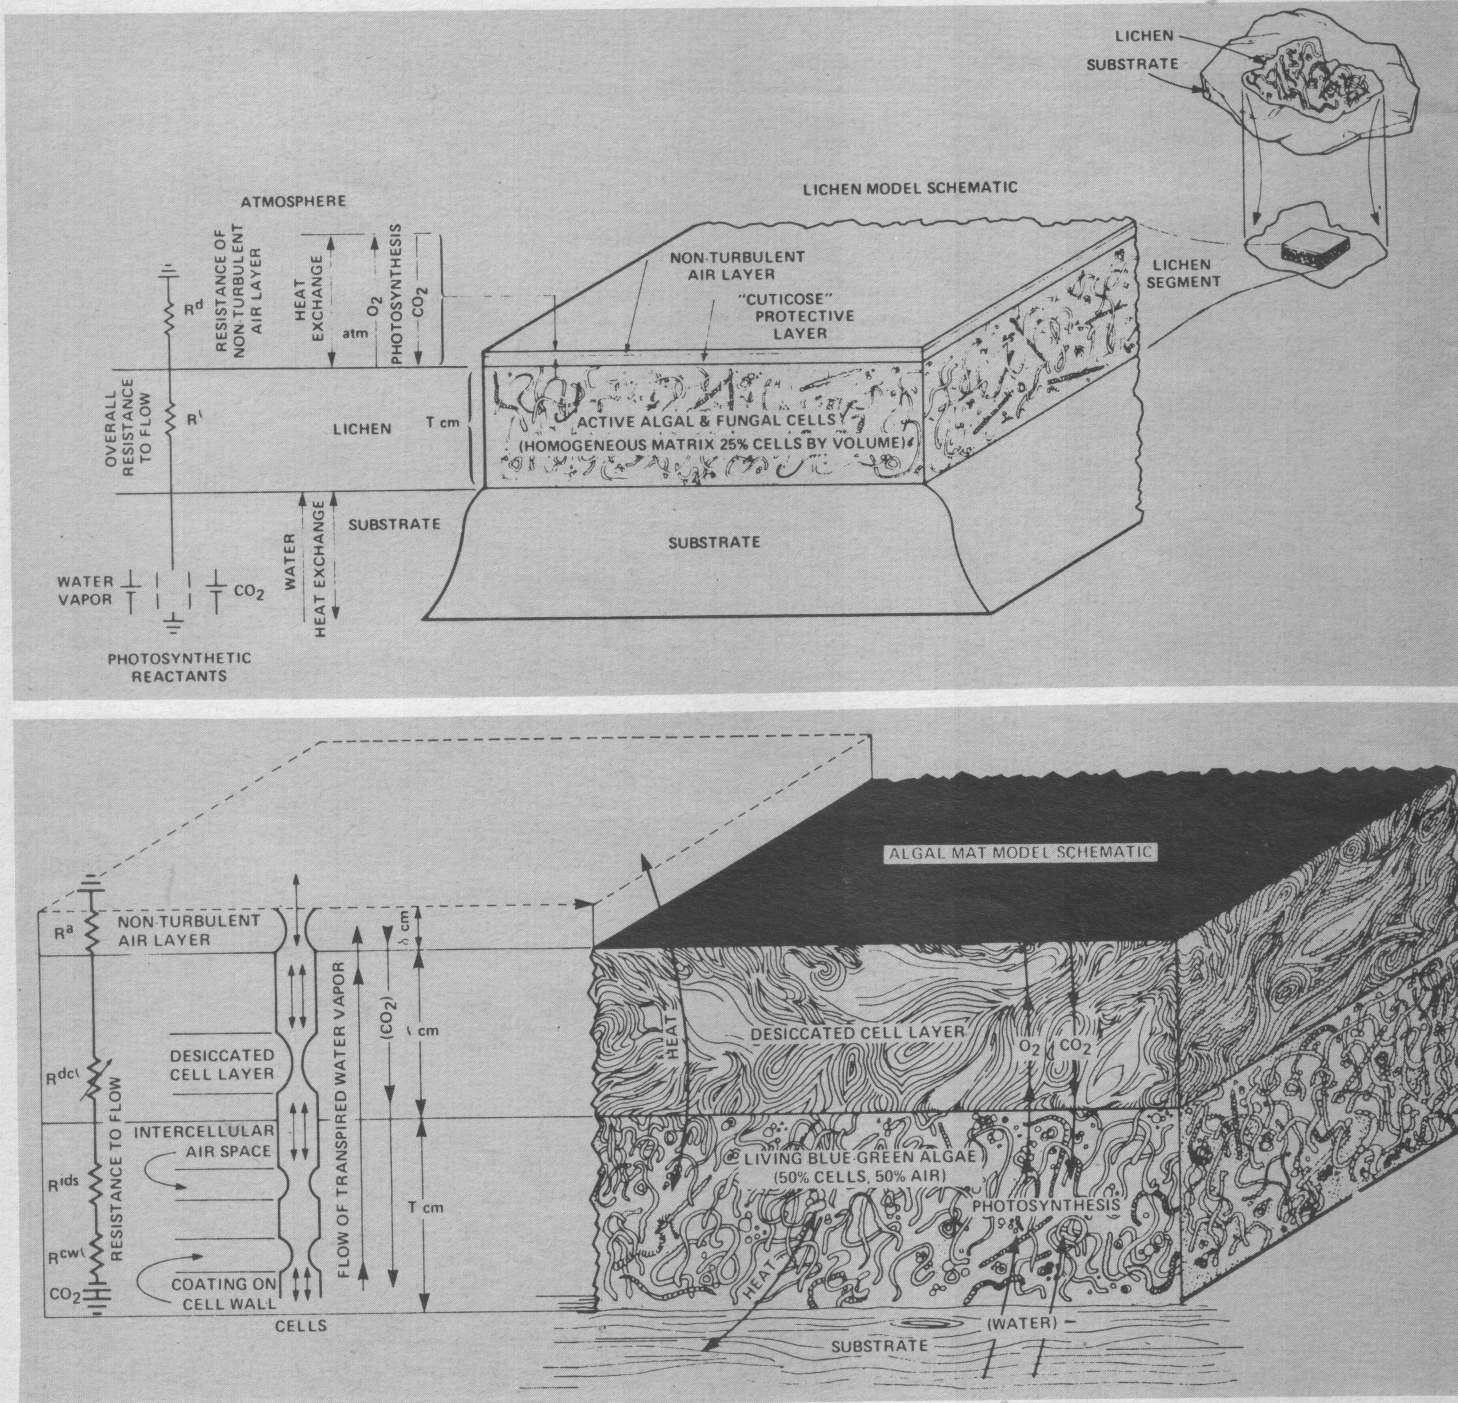 LICHEN
SUBSTRATE
LICHEN MODEL SCHEMATIC
ATMOSPHERE
RESISTANCE OF
NON-TURBULENT
AIR LAYER
HEAT
EXCHANGE
atm
O2
PHOTOSYNTHESIS
CO2
Rd
NON-TURBULENT
AIR LAYER
"CUTICOSE"
PROTECTIVE
LAYER
LICHEN
SEGMENT
OVERALL
RESISTANCE
TO FLOW
Rl
LICHEN
T cm
ACTIVE ALGAL & FUNGAL CELLS
(HOMOGENEOUS MATRIX 25% CELLS BY VOLUME)
WATER
HEAT EXCHANGE
SUBSTRATE
SUBSTRATE
WATER
VAPOR
CO2
PHOTOSYNTHETIC
REACTANTS
ALGAL MAT MODEL SCHEMATIC
Ra
NON-TURBULENT
AIR LAYER
δ cm
FLOW OF TRANSPIRED WATER VAPOR
(CO2)
l cm
HEAT
DESICCATED CELL LAYER
O2
CO2
Rdcl
DESICCATED
CELL LAYER
RESISTANCE TO FLOW
INTERCELLULAR
AIR SPACE
Rids
T cm
LIVING BLUE-GREEN ALGAE
(50% CELLS, 50% AIR)
PHOTOSYNTHESIS
Rcwl
CO2
COATING ON
CELL WALL
CELLS
HEAT
(WATER)
SUBSTRATE